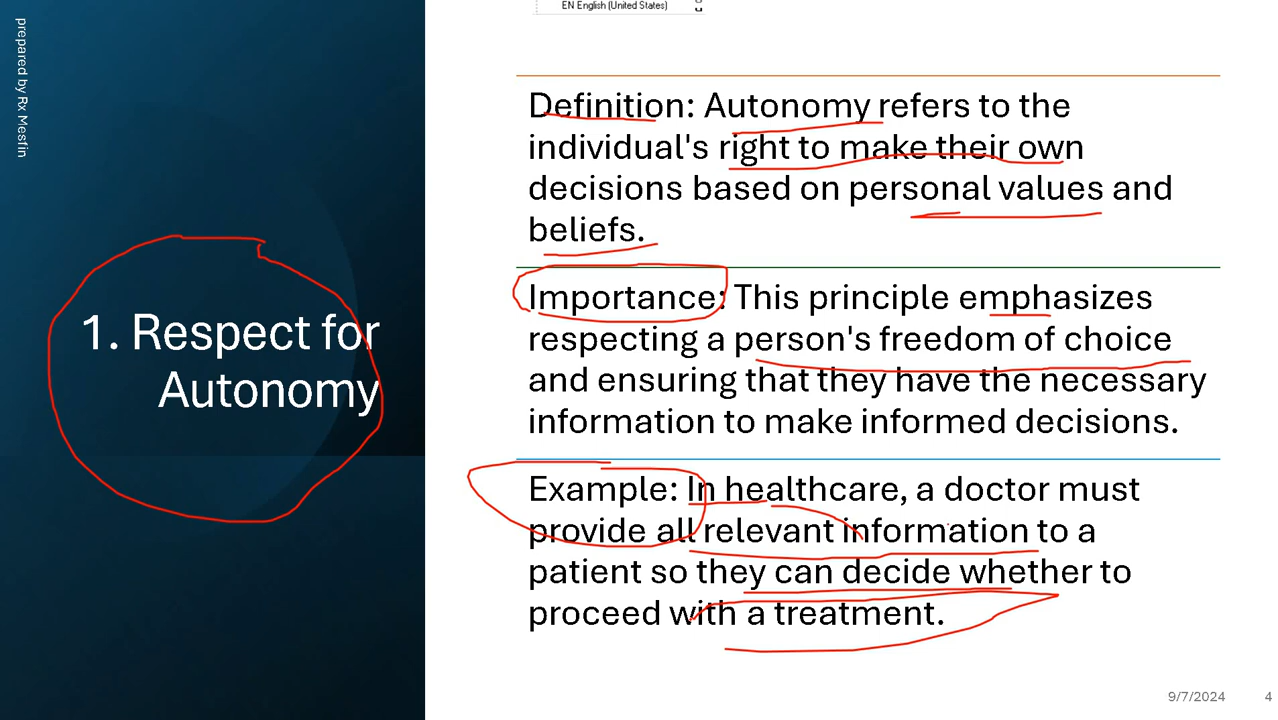 EN English (United States)
prepared by Rx Mesfin
1. Respect for
Autonomy
Definition: Autonomy refers to the
individual's right to make their own
decisions based on personal values and
beliefs.
Importance: This principle emphasizes
respecting a person's freedom of choice
and ensuring that they have the necessary
information to make informed decisions.
Example: In healthcare, a doctor must
provide all relevant information to a
patient so they can decide whether to
proceed with a treatment.
9/7/2024
4